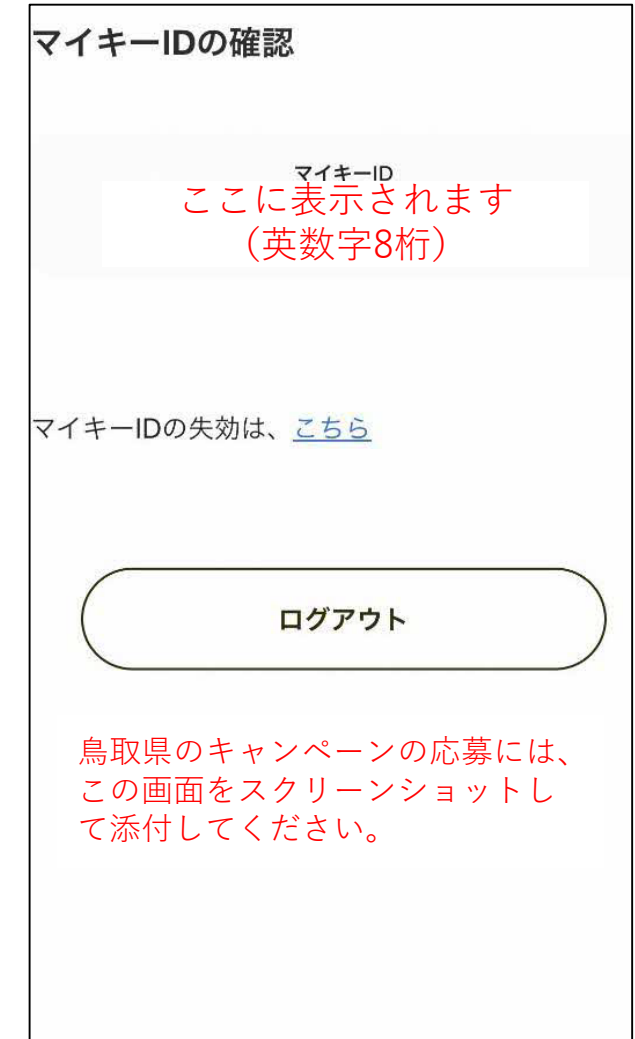 マイキーIDの確認
マイキーID
ここに表示されます
（英数字8桁）
マイキーIDの失効は、こちら
ログアウト
鳥取県のキャンペーンの応募には、
この画面をスクリーンショットし
て添付してください。